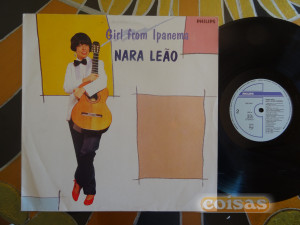 PHILIPS
Girl from Ipanema
NARA LEÃO
coisas